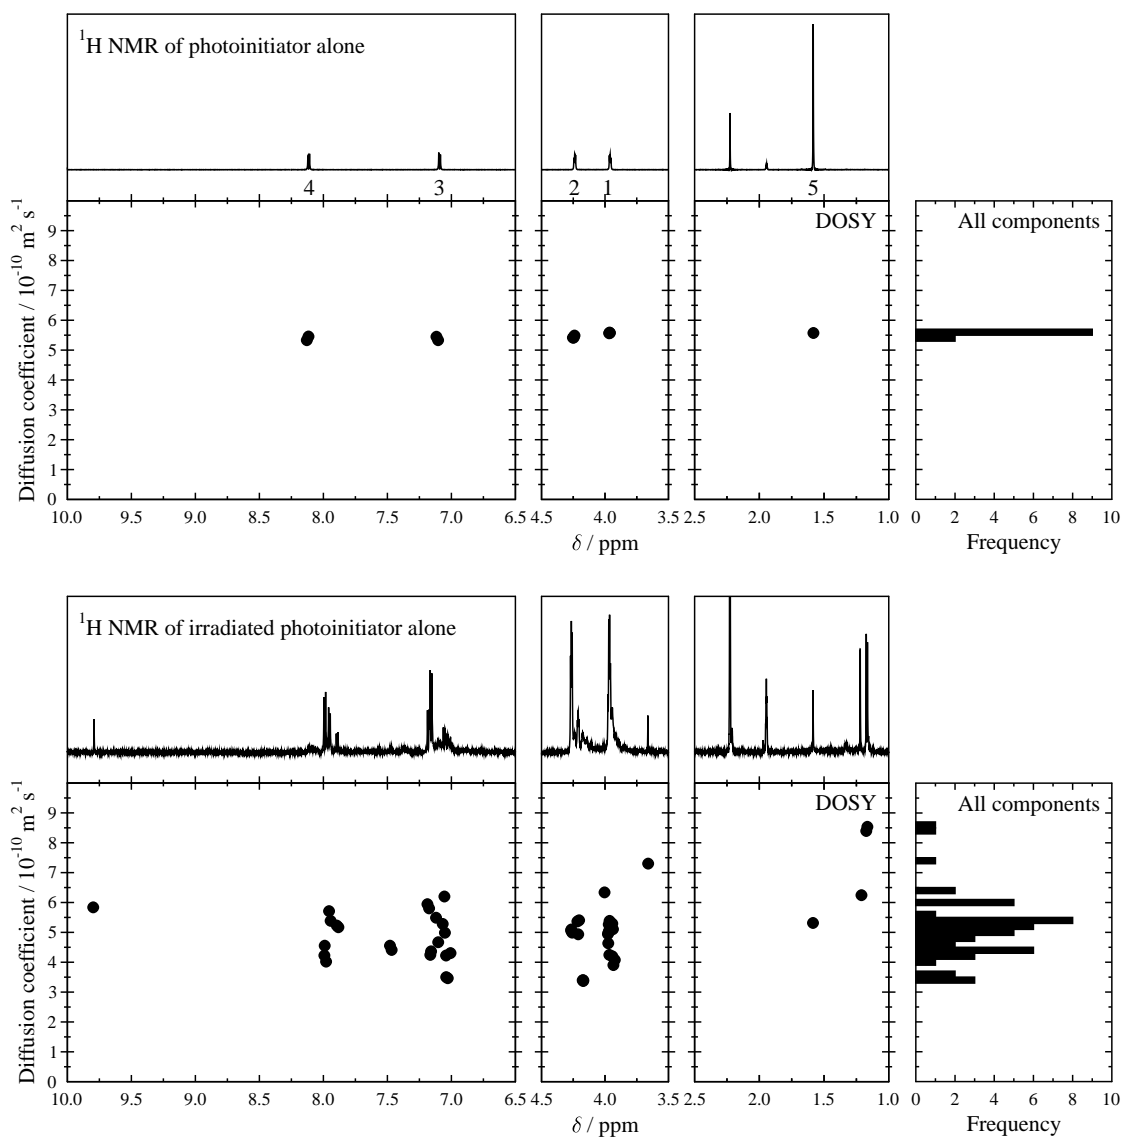 ¹H NMR of photoinitiator alone
4 3 2 1 5
DOSY
All components
Diffusion coefficient / 10⁻¹⁰ m² s⁻¹
9
8
7
6
5
4
3
2
1
0
10.0 9.5 9.0 8.5 8.0 7.5 7.0 6.5 4.5 4.0 3.5 2.5 2.0 1.5 1.0 0 2 4 6 8 10
δ / ppm
Frequency
¹H NMR of irradiated photoinitiator alone
DOSY
All components
Diffusion coefficient / 10⁻¹⁰ m² s⁻¹
9
8
7
6
5
4
3
2
1
0
10.0 9.5 9.0 8.5 8.0 7.5 7.0 6.5 4.5 4.0 3.5 2.5 2.0 1.5 1.0 0 2 4 6 8 10
δ / ppm
Frequency